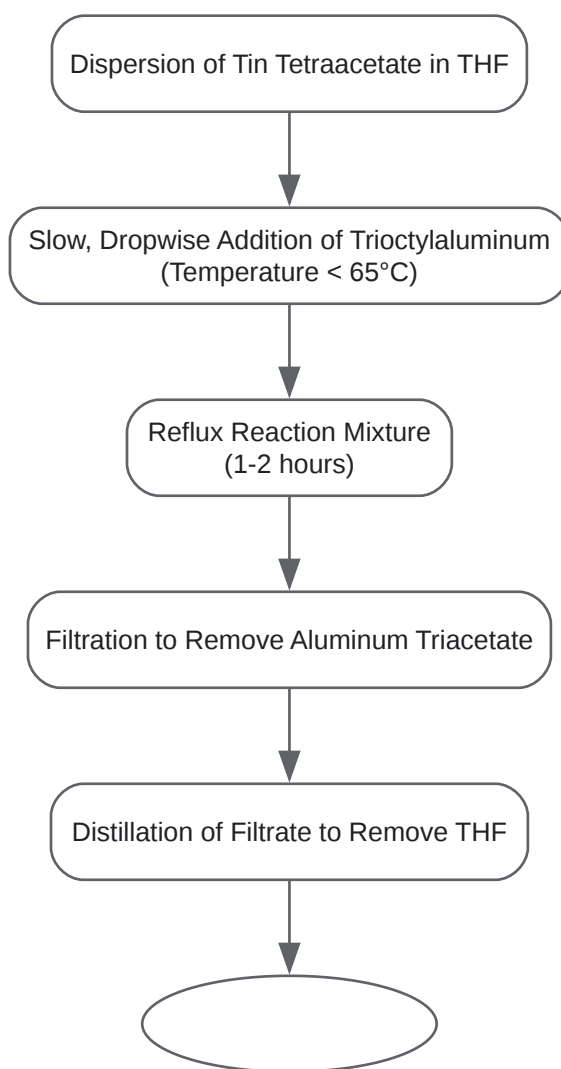 Dispersion of Tin Tetraacetate in THF
Slow, Dropwise Addition of Trioctylaluminum
(Temperature < 65°C)
Reflux Reaction Mixture
(1-2 hours)
Filtration to Remove Aluminum Triacetate
Distillation of Filtrate to Remove THF